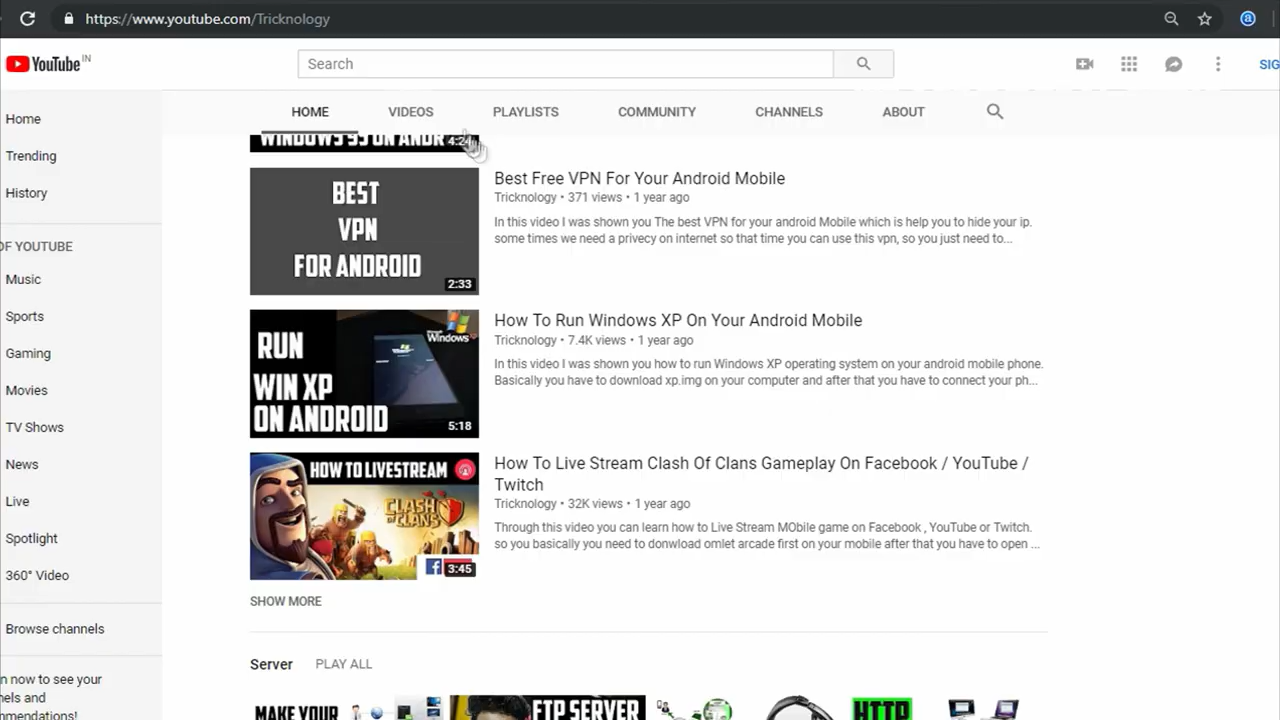 https://www.youtube.com/Tricknology
YouTube IN
Search
SIG
HOME VIDEOS PLAYLISTS COMMUNITY CHANNELS ABOUT
Home
Trending
History
OF YOUTUBE
Music
Sports
Gaming
Movies
TV Shows
News
Live
Spotlight
360° Video
Browse channels
n now to see your
nels and
mmendations!
4:24
BEST
VPN
FOR ANDROID
2:33
Best Free VPN For Your Android Mobile
Tricknology • 371 views • 1 year ago
In this video I was shown you The best VPN for your android Mobile which is help you to hide your ip.
some times we need a privecy on internet so that time you can use this vpn, so you just need to...
RUN
WIN XP
ON ANDROID
Windows
5:18
How To Run Windows XP On Your Android Mobile
Tricknology • 7.4K views • 1 year ago
In this video I was shown you how to run Windows XP operating system on your android mobile phone.
Basically you have to download xp.img on your computer and after that you have to connect your ph...
HOW TO LIVESTREAM
CLASH OF CLANS
3:45
How To Live Stream Clash Of Clans Gameplay On Facebook / YouTube /
Twitch
Tricknology • 32K views • 1 year ago
Through this video you can learn how to Live Stream MObile game on Facebook , YouTube or Twitch.
so you basically you need to donwload omlet arcade first on your mobile after that you have to open ...
SHOW MORE
Server PLAY ALL
MAKE YOUR
FTP SERVER
HTTP